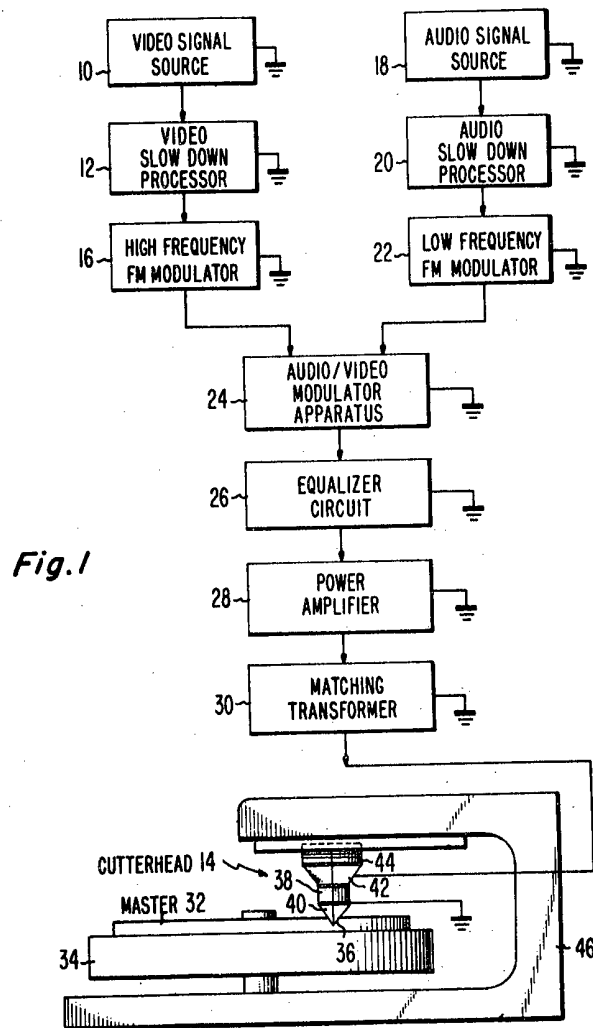 VIDEO SIGNAL
SOURCE
10
AUDIO SIGNAL
SOURCE
18
VIDEO
SLOW DOWN
PROCESSOR
12
AUDIO
SLOW DOWN
PROCESSOR
20
HIGH FREQUENCY
FM MODULATOR
16
LOW FREQUENCY
FM MODULATOR
22
AUDIO/VIDEO
MODULATOR
APPARATUS
24
EQUALIZER
CIRCUIT
26
Fig.1
POWER
AMPLIFIER
28
MATCHING
TRANSFORMER
30
CUTTERHEAD 14
44
38
42
MASTER 32
40
36
34
46